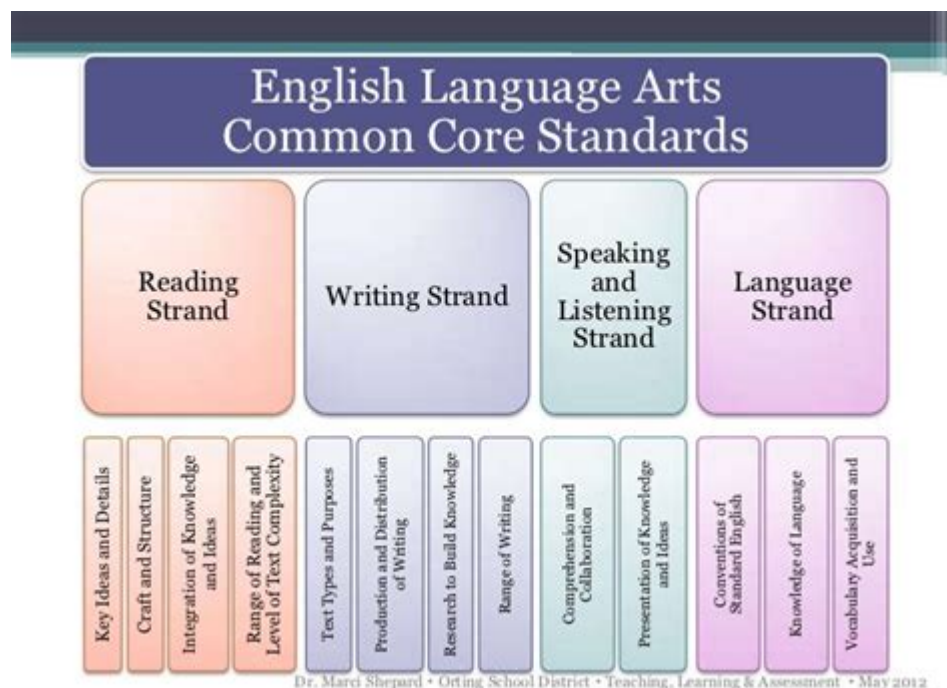 English Language Arts
Common Core Standards
Reading
Strand
Writing Strand
Speaking
and
Listening
Strand
Language
Strand
Key Ideas and Details
Craft and Structure
Integration of Knowledge
and Ideas
Range of Reading and
Level of Text Complexity
Text Types and Purposes
Production and Distribution
of Writing
Research to Build Knowledge
Range of Writing
Comprehension and
Collaboration
Presentation of Knowledge
and Ideas
Conventions of
Standard English
Knowledge of Language
Vocabulary Acquisition and
Use
Dr. Marci Shepard • Orting School District • Teaching, Learning & Assessment • May 2012